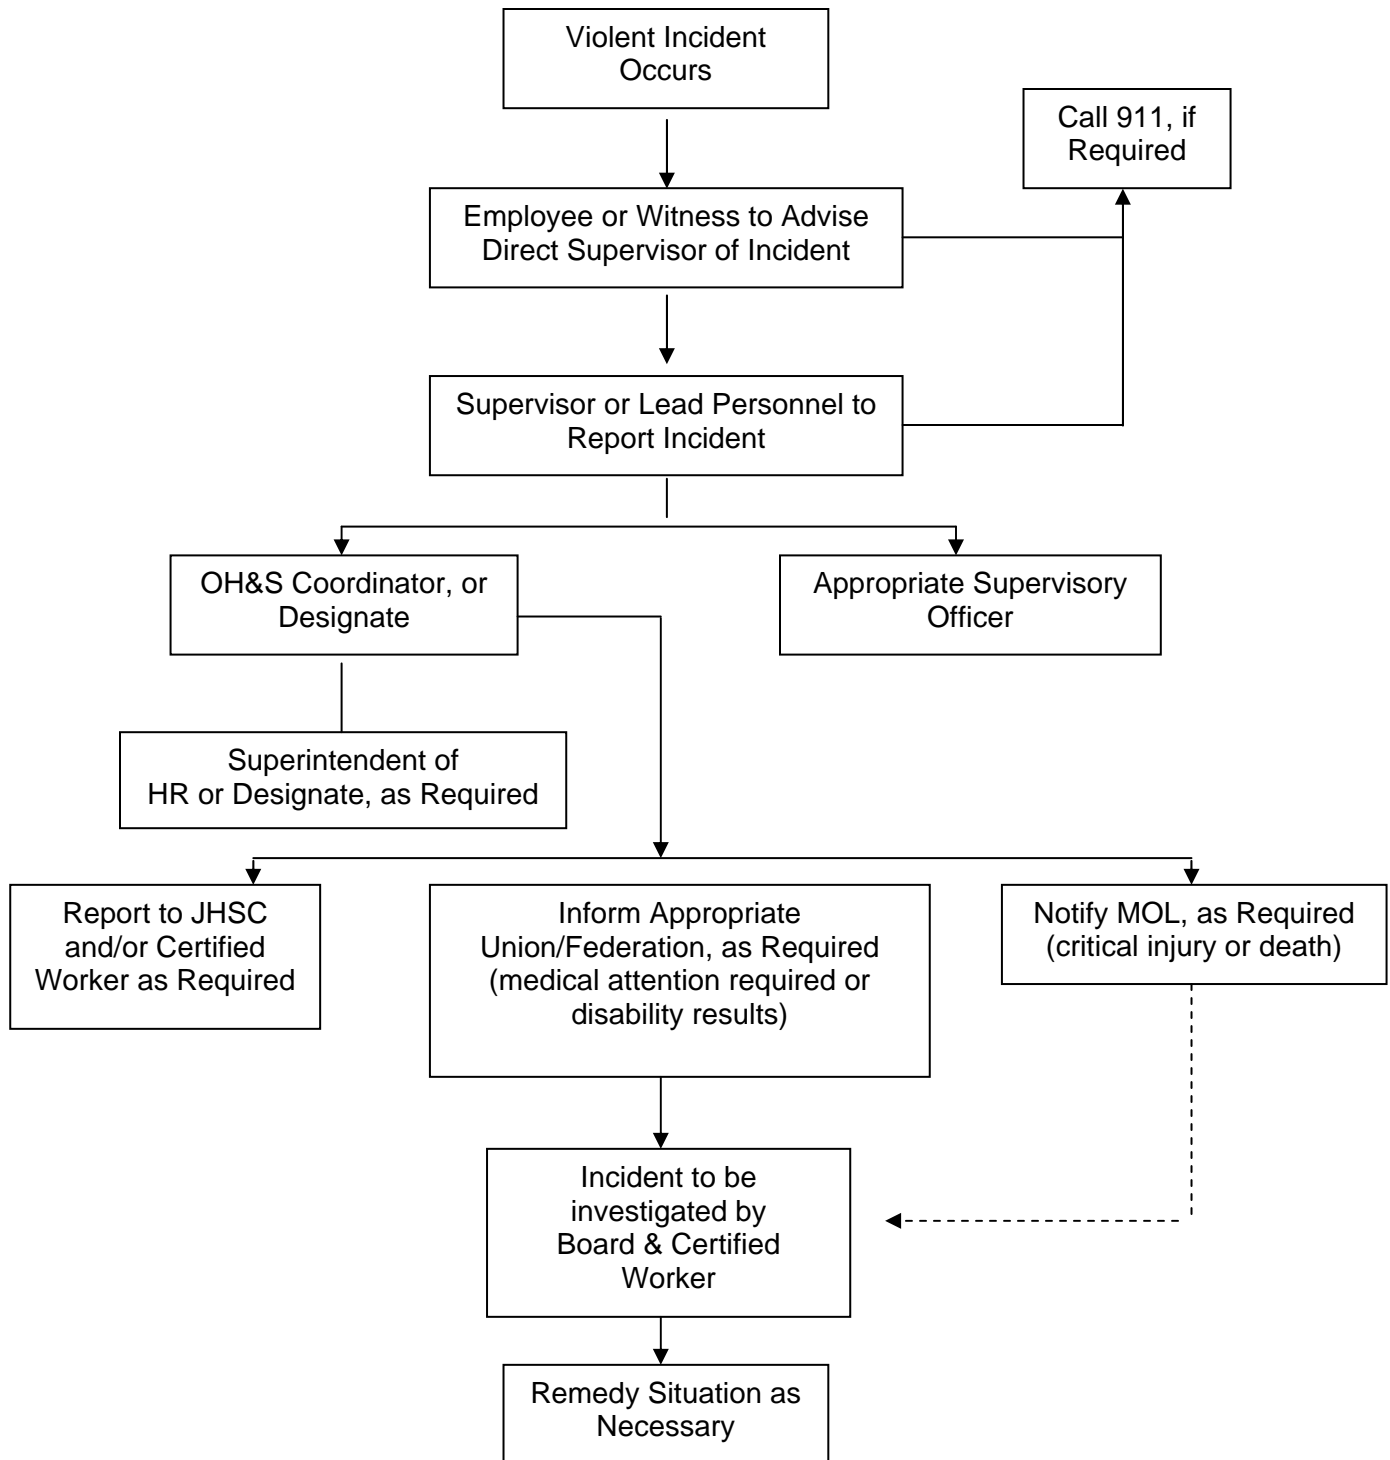 Violent Incident
Occurs
Call 911, if
Required
Employee or Witness to Advise
Direct Supervisor of Incident
Supervisor or Lead Personnel to
Report Incident
OH&S Coordinator, or
Designate
Appropriate Supervisory
Officer
Superintendent of
HR or Designate, as Required
Report to JHSC
and/or Certified
Worker as Required
Inform Appropriate
Union/Federation, as Required
(medical attention required or
disability results)
Notify MOL, as Required
(critical injury or death)
Incident to be
investigated by
Board & Certified
Worker
Remedy Situation as
Necessary